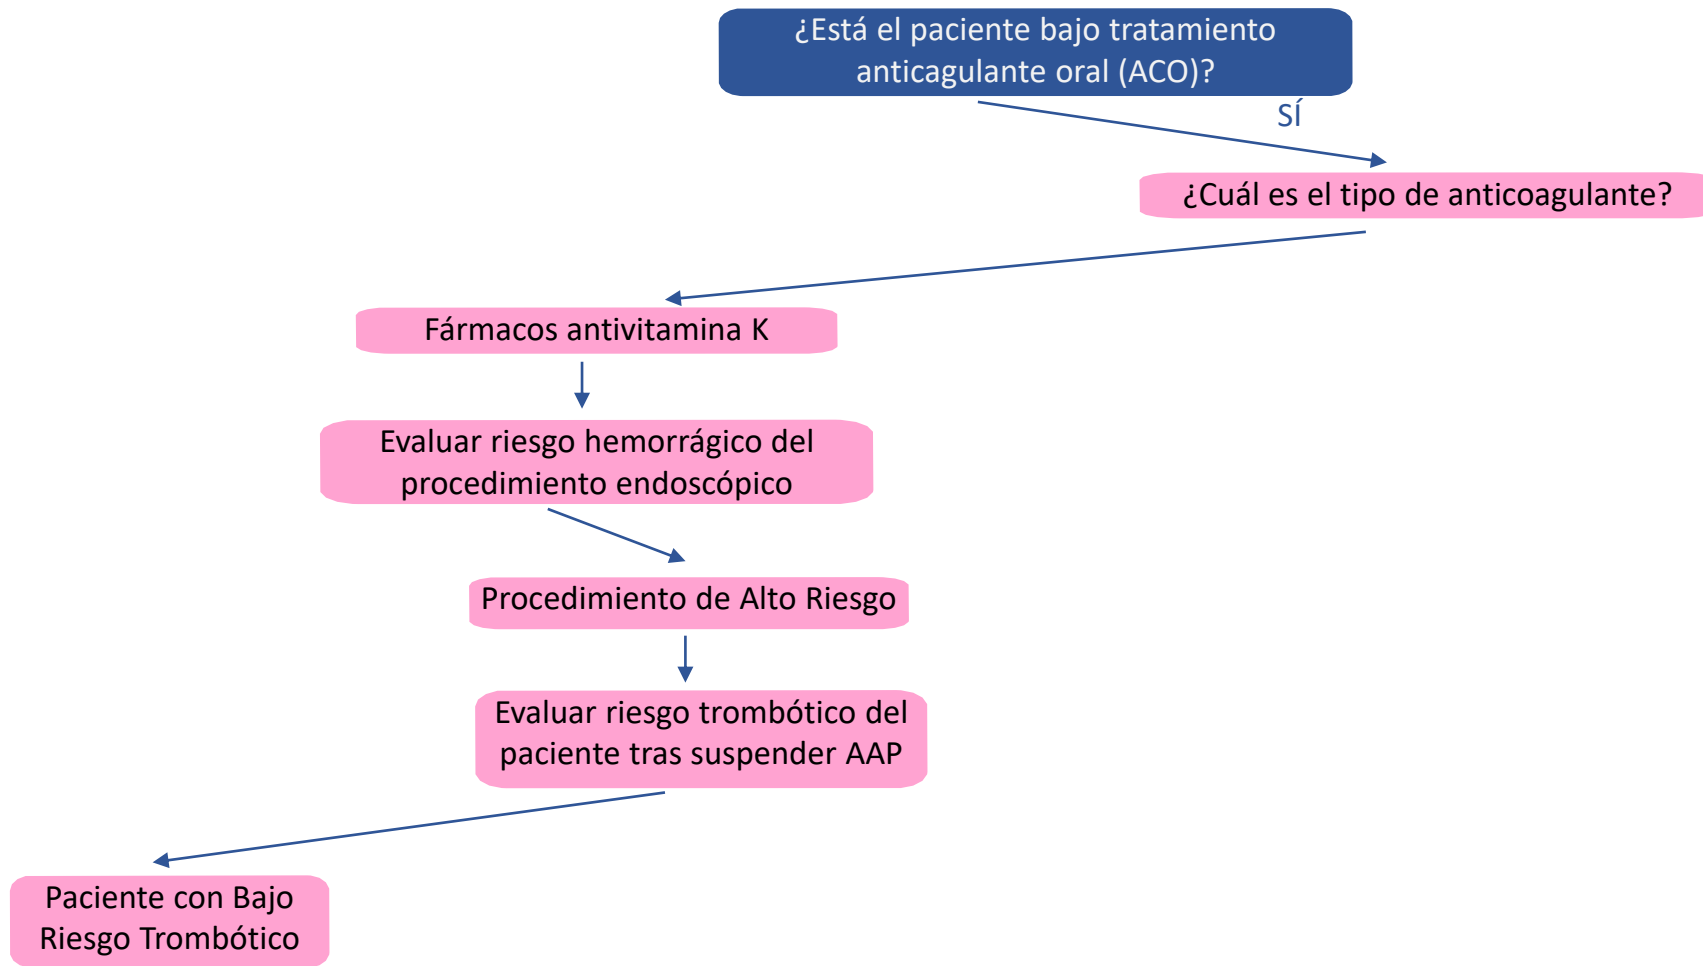 ¿Está el paciente bajo tratamiento
anticagulante oral (ACO)?
SÍ
¿Cuál es el tipo de anticoagulante?
Fármacos antivitamina K
Evaluar riesgo hemorrágico del
procedimiento endoscópico
Procedimiento de Alto Riesgo
Evaluar riesgo trombótico del
paciente tras suspender AAP
Paciente con Bajo
Riesgo Trombótico